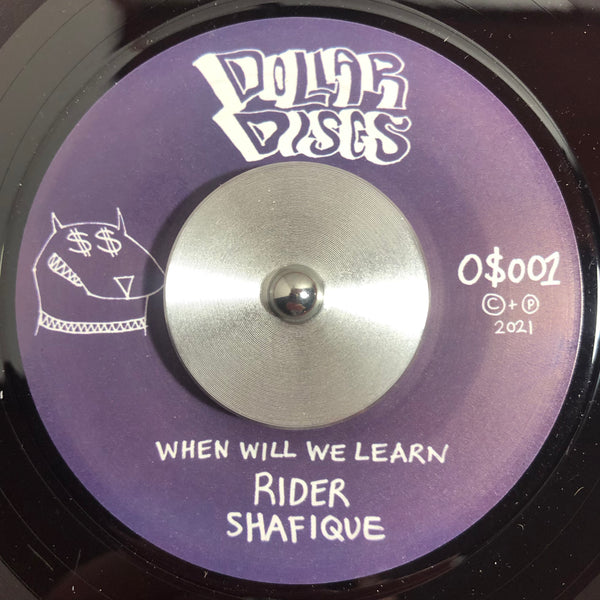 DOLLAR
DISCS
$$
O$001
©+℗
2021
WHEN WILL WE LEARN
RIDER
SHAFIQUE